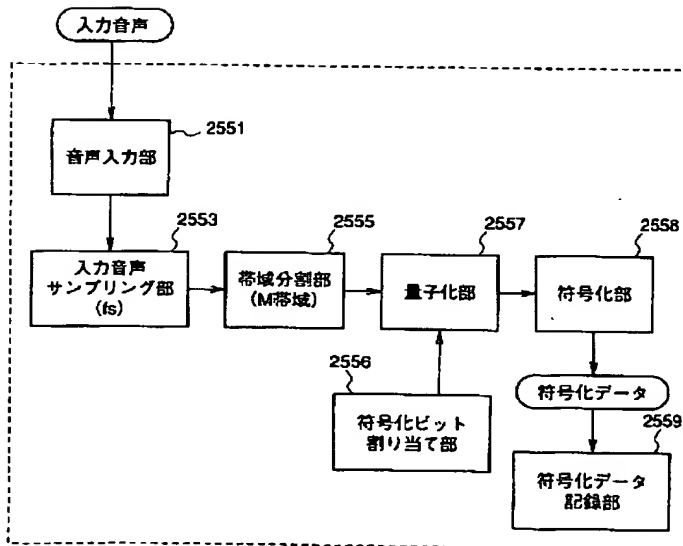 入力音声
2551
音声入力部
2553
入力音声
サンプリング部
(fs)
2555
帯域分割部
(M帯域)
2557
量子化部
2558
符号化部
2556
符号化ビット
割り当て部
符号化データ
2559
符号化データ
記録部